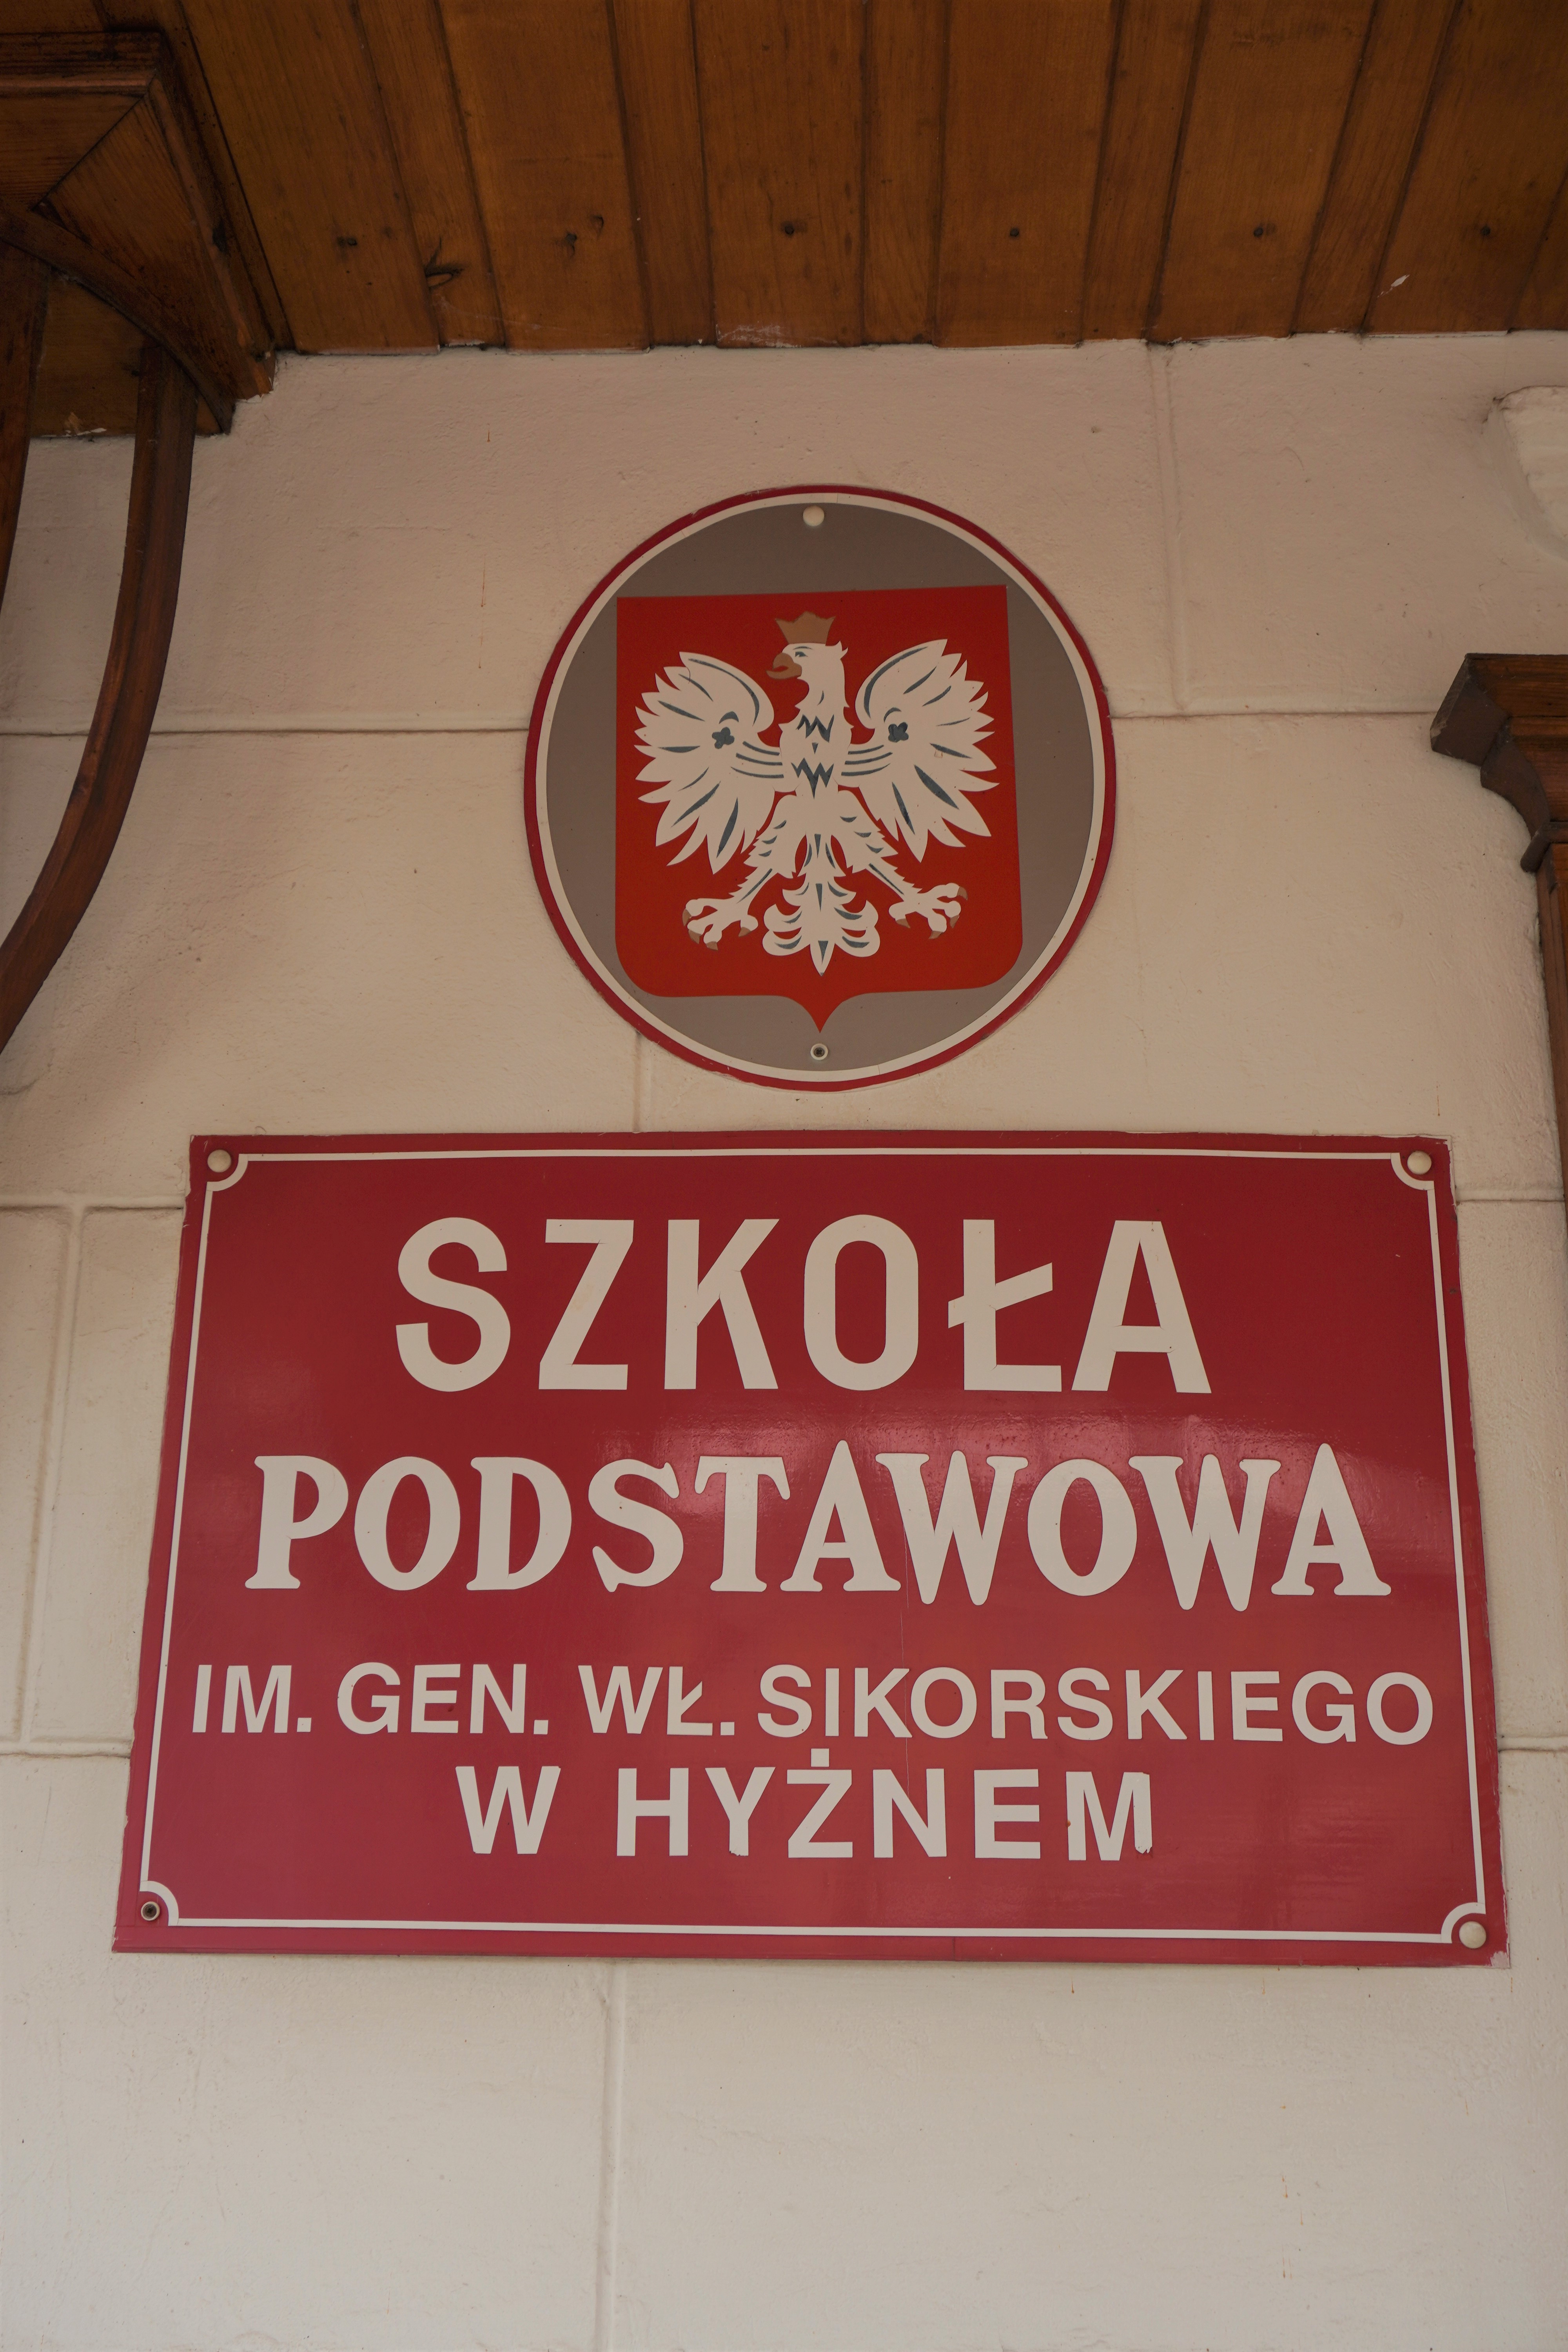 SZKOŁA
PODSTAWOWA
IM. GEN. WŁ. SIKORSKIEGO
W HYŻNEM